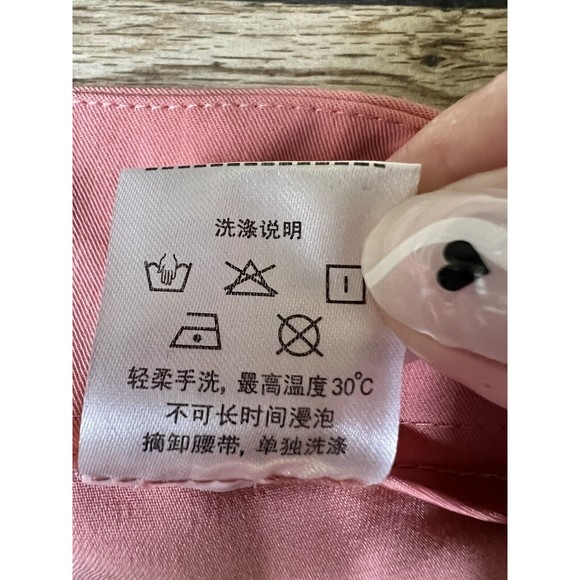 洗涤说明
轻柔手洗, 最高温度30℃
不可长时间浸泡
摘卸腰带, 单独洗涤